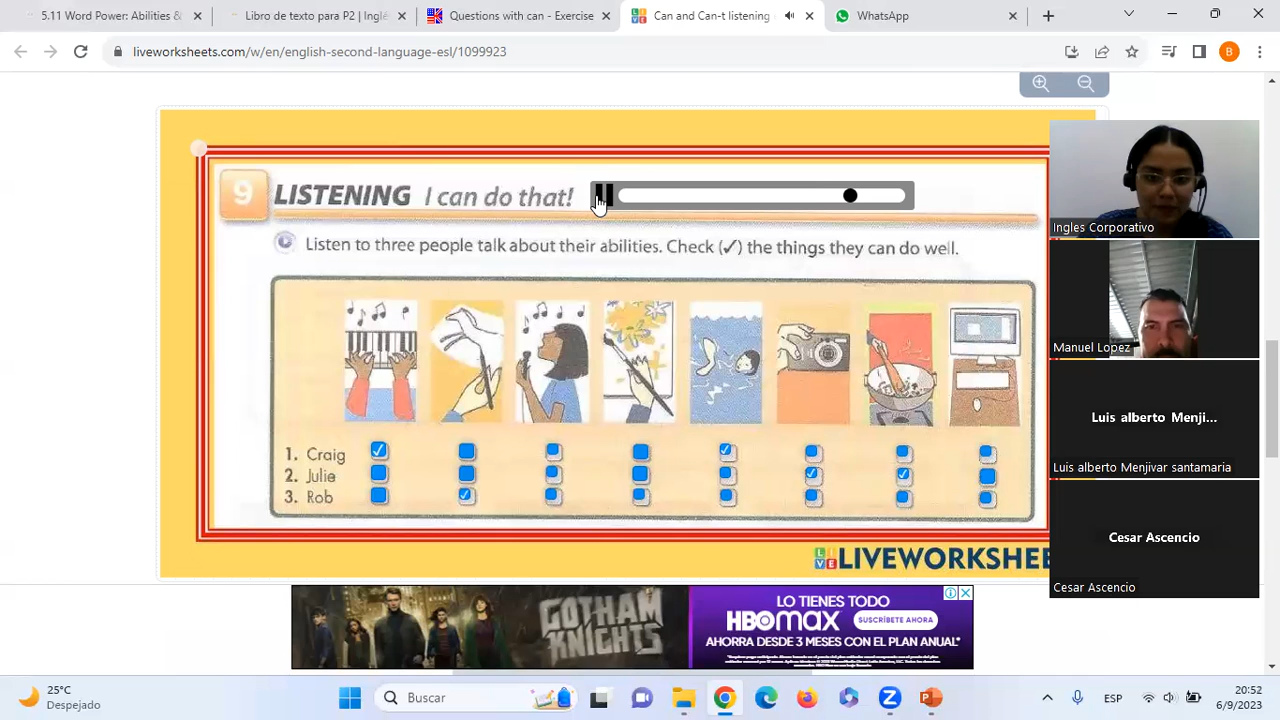 5.11 Word Power Abilities &
Libro de texto para P2 | Inglé
Questions with can - Exercise
Can and Can-t listening
WhatsApp
liveworksheets.com/w/en/english-second-language-esl/1099923
B
9 LISTENING I can do that!
Listen to three people talk about their abilities. Check (✓) the things they can do well.
1. Craig
2. Julie
3. Rob
LIVEWORKSHEE
Ingles Corporativo
Manuel Lopez
Luis alberto Menji...
Luis alberto Menjivar santamaria
Cesar Ascencio
Cesar Ascencio
GOTHAM
KNIGHTS
LO TIENES TODO
HBOMAX
SUSCRÍBETE AHORA
AHORRA DESDE 3 MESES CON EL PLAN ANUAL*
25°C
Despejado
Buscar
ESP
20:52
6/9/2023